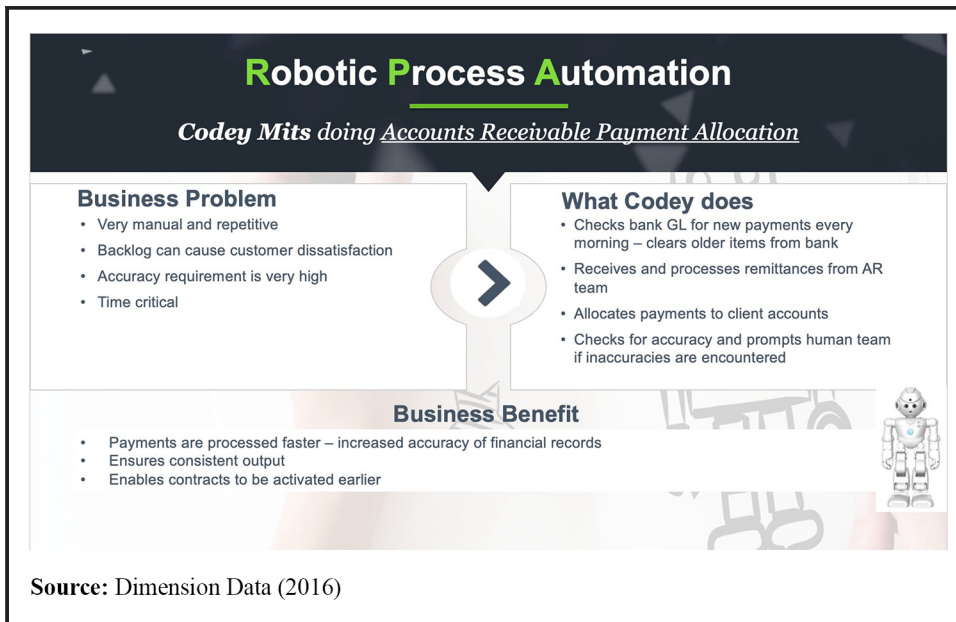 Robotic Process Automation
Codey Mits doing Accounts Receivable Payment Allocation
Business Problem
• Very manual and repetitive
• Backlog can cause customer dissatisfaction
• Accuracy requirement is very high
• Time critical
What Codey does
• Checks bank GL for new payments every
morning – clears older items from bank
• Receives and processes remittances from AR
team
• Allocates payments to client accounts
• Checks for accuracy and prompts human team
if inaccuracies are encountered
Business Benefit
• Payments are processed faster – increased accuracy of financial records
• Ensures consistent output
• Enables contracts to be activated earlier
Source: Dimension Data (2016)